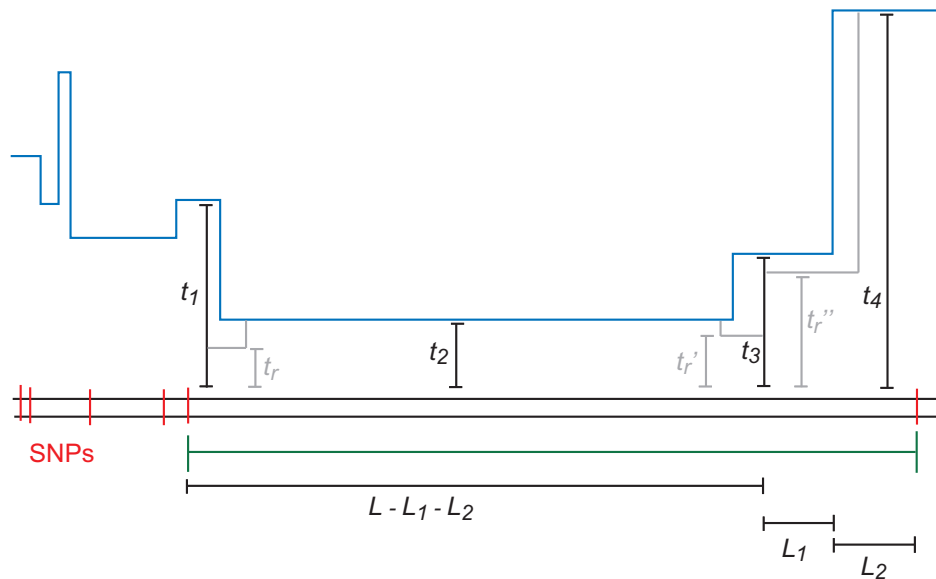 t1
t2
t3
t4
tr
tr’
tr’’
SNPs
L - L1 - L2
L1
L2